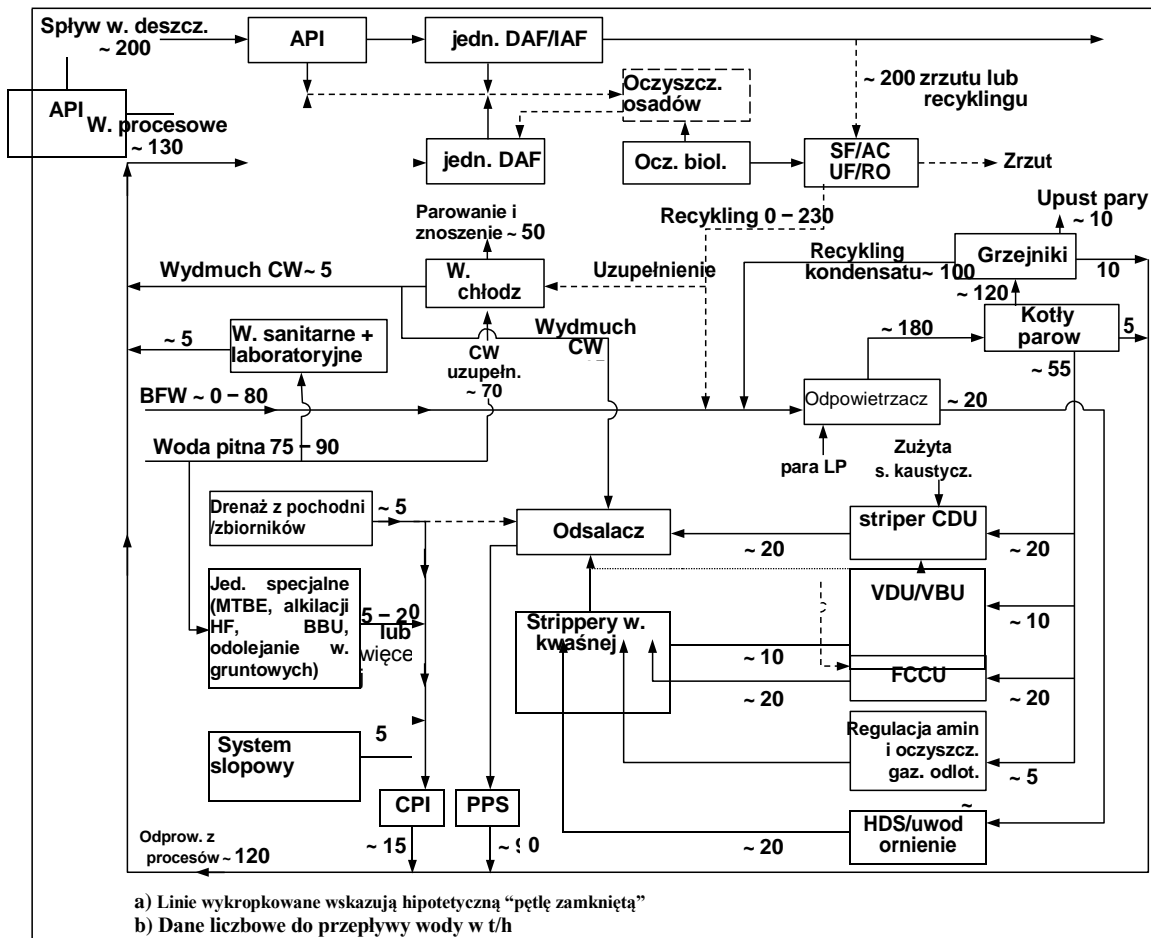 Spływ w. deszcz.
~ 200
API
jedn. DAF/IAF
API
W. procesowe
~ 130
Oczyszcz.
osadów
~ 200 zrzutu lub
recyklingu
jedn. DAF
Ocz. biol.
SF/AC
UF/RO
Zrzut
Parowanie i
znoszenie ~ 50
Recykling 0 – 230
Upust pary
~ 10
Wydmuch CW~ 5
W.
chłodz
Uzupełnienie
Recykling
kondensatu~ 100
Grzejniki
10
~ 120
~ 5
W. sanitarne +
laboratoryjne
Wydmuch
CW
CW
uzupełn.
~ 70
~ 180
Kotły
parow
5
~ 55
BFW ~ 0 – 80
Odpowietrzacz
~ 20
Woda pitna 75 – 90
para LP
Zużyta
s. kaustycz.
Drenaż z pochodni
/zbiorników
~ 5
Odsalacz
~ 20
striper CDU
~ 20
Jed. specjalne
(MTBE, alkilacji
HF, BBU,
odolejanie w.
gruntowych)
5 – 20
lub
więce
j
Strippery w.
kwaśnej
VDU/VBU
~ 10
~ 10
FCCU
~ 20
~ 20
System
slopowy
5
Regulacja amin
i oczyszcz.
gaz. odlot.
~ 5
~
CPI
PPS
HDS/uwod
ornienie
~ 20
Odprow. z
procesów ~ 120
~ 15
~ 90
a) Linie wykropkowane wskazują hipotetyczną “pętlę zamkniętą”
b) Dane liczbowe do przepływy wody w t/h